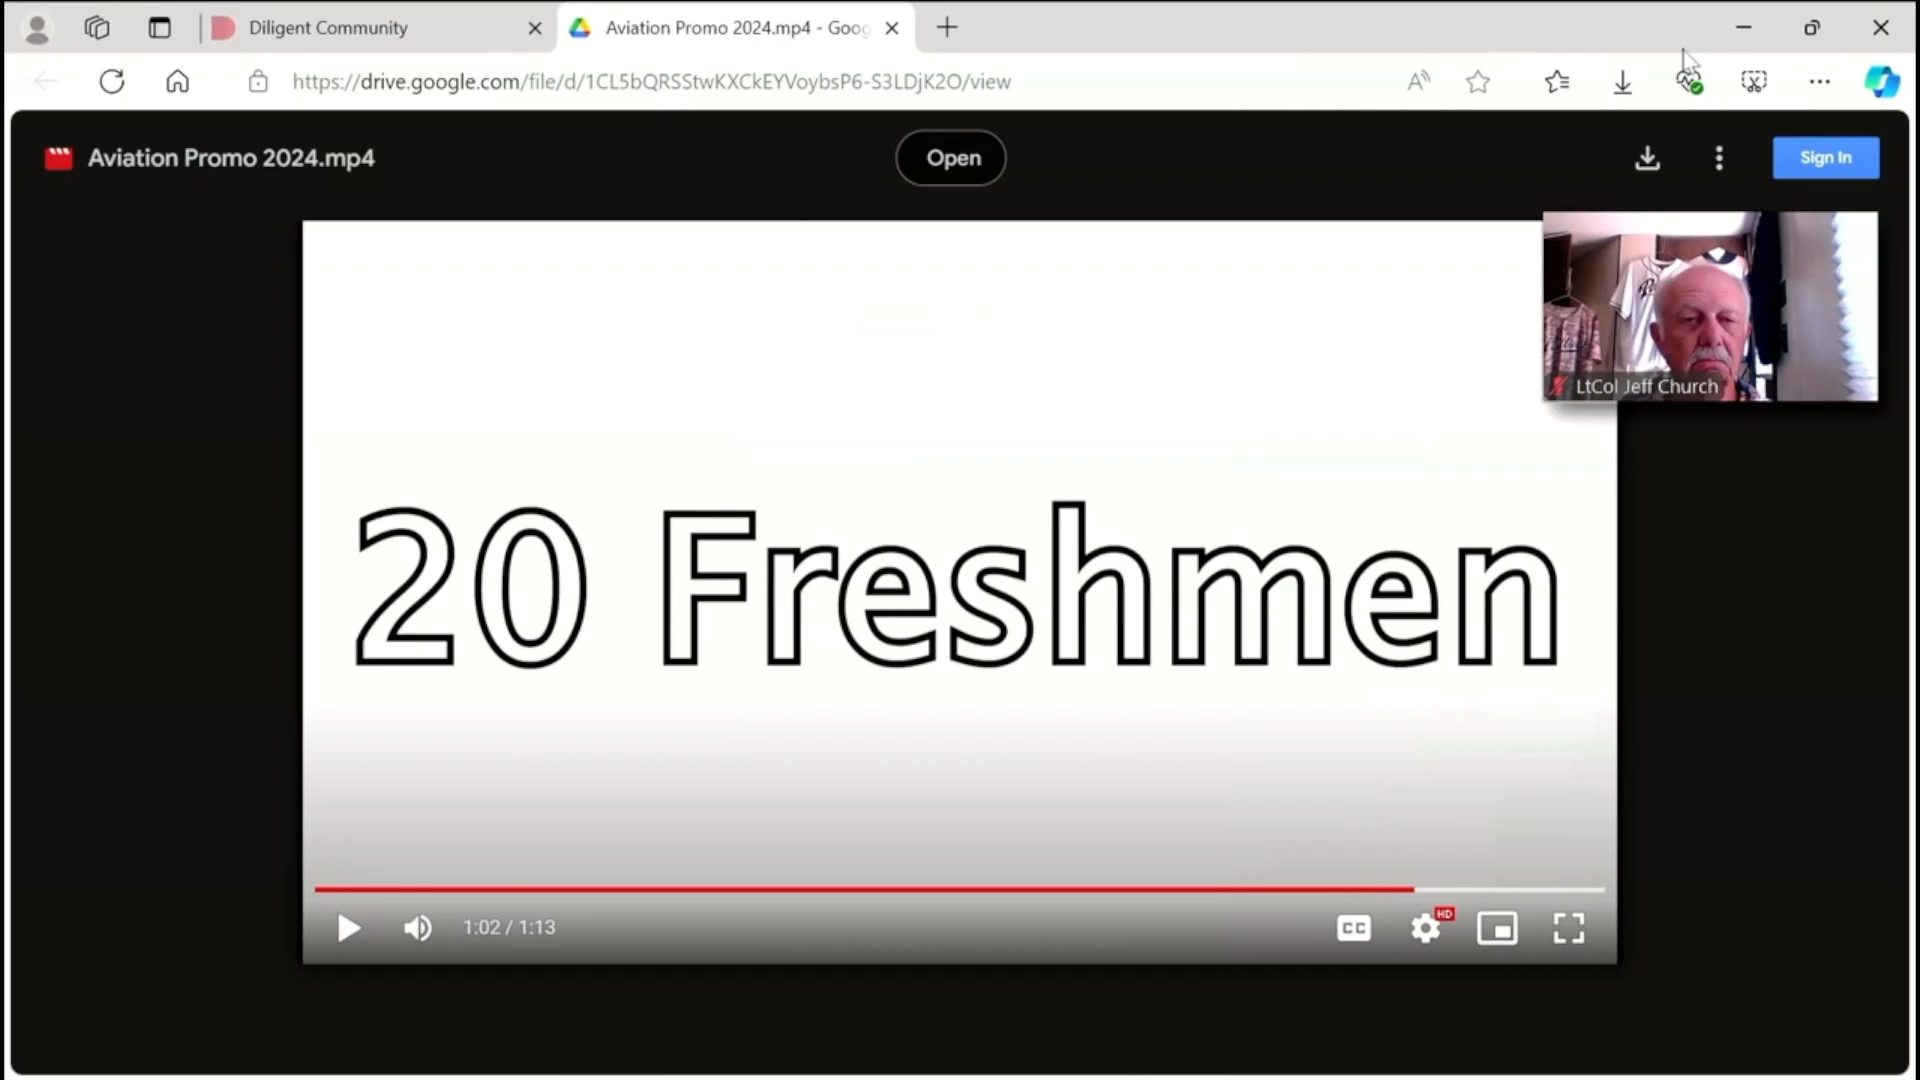 Diligent Community
Aviation Promo 2024.mp4 - Goog
https://drive.google.com/file/d/1CL5bQRSStwKXCkEYVoybsP6-S3LDjK2O/view
Aviation Promo 2024.mp4
Open
Sign In
LtCol Jeff Church
20 Freshmen
1:02 / 1:13
CC
HD